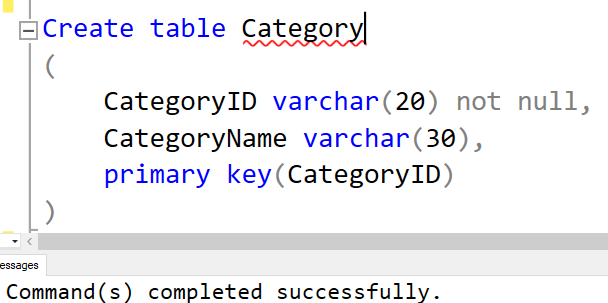 Create table Category
(
CategoryID varchar(20) not null,
CategoryName varchar(30),
primary key(CategoryID)
)
essages
Command(s) completed successfully.